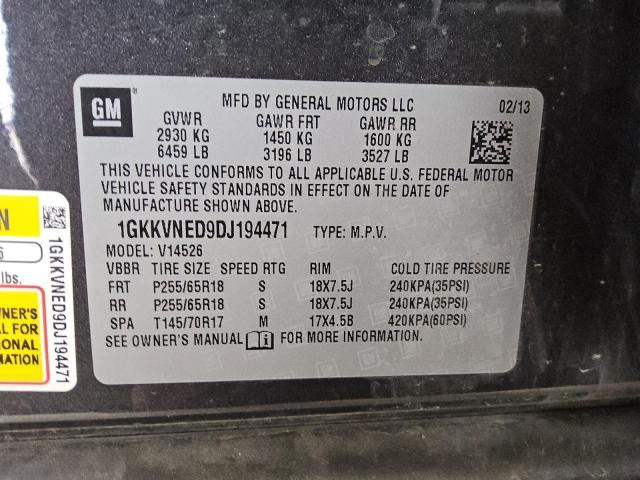 GM
MFD BY GENERAL MOTORS LLC 02/13
GVWR GAWR FRT GAWR RR
2930 KG 1450 KG 1600 KG
6459 LB 3196 LB 3527 LB
THIS VEHICLE CONFORMS TO ALL APPLICABLE U.S. FEDERAL MOTOR
VEHICLE SAFETY STANDARDS IN EFFECT ON THE DATE OF
MANUFACTURE SHOWN ABOVE.
1GKKVNED9DJ194471 TYPE: M.P.V.
MODEL: V14526
VBBR TIRE SIZE SPEED RTG RIM COLD TIRE PRESSURE
FRT P255/65R18 S 18X7.5J 240KPA(35PSI)
RR P255/65R18 S 18X7.5J 240KPA(35PSI)
SPA T145/70R17 M 17X4.5B 420KPA(60PSI)
SEE OWNER'S MANUAL FOR MORE INFORMATION
N
lbs.
WNER'S
AL FOR
IONAL
MATION
1GKKVNED9DJ194471